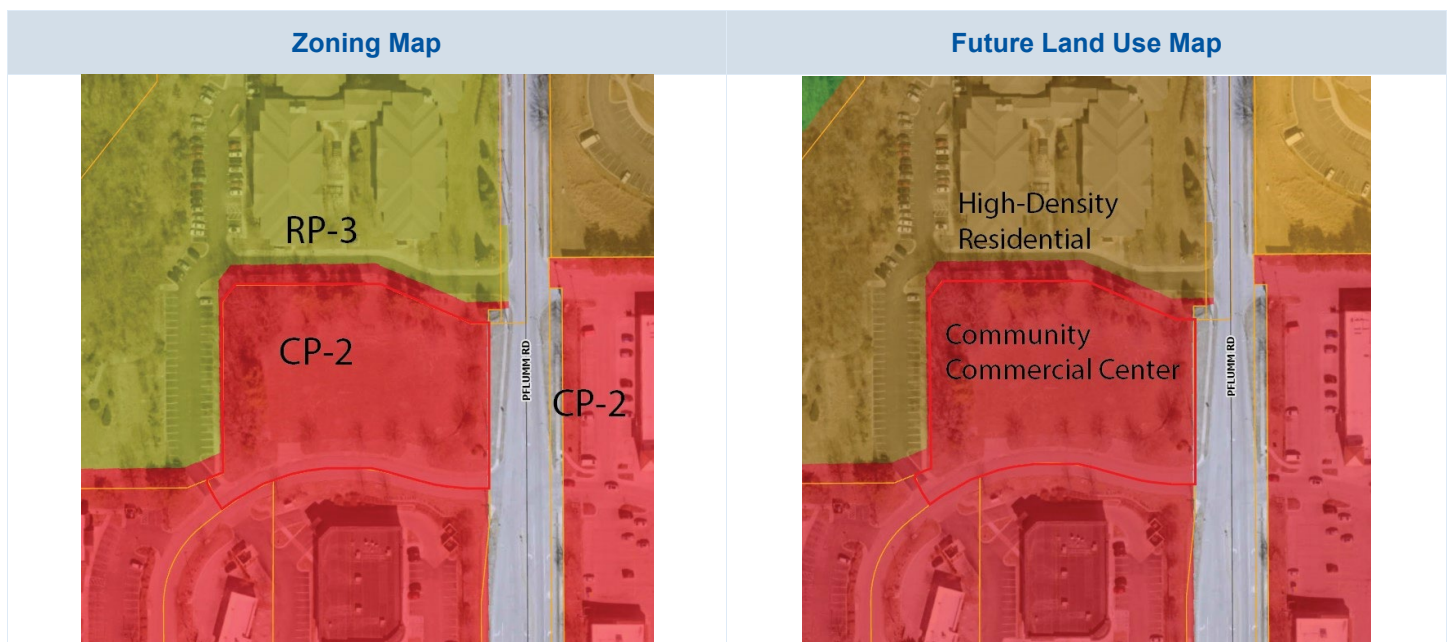 Zoning Map
Future Land Use Map
RP-3
CP-2
CP-2
PFLUMM RD
High-Density
Residential
Community
Commercial Center
PFLUMM RD